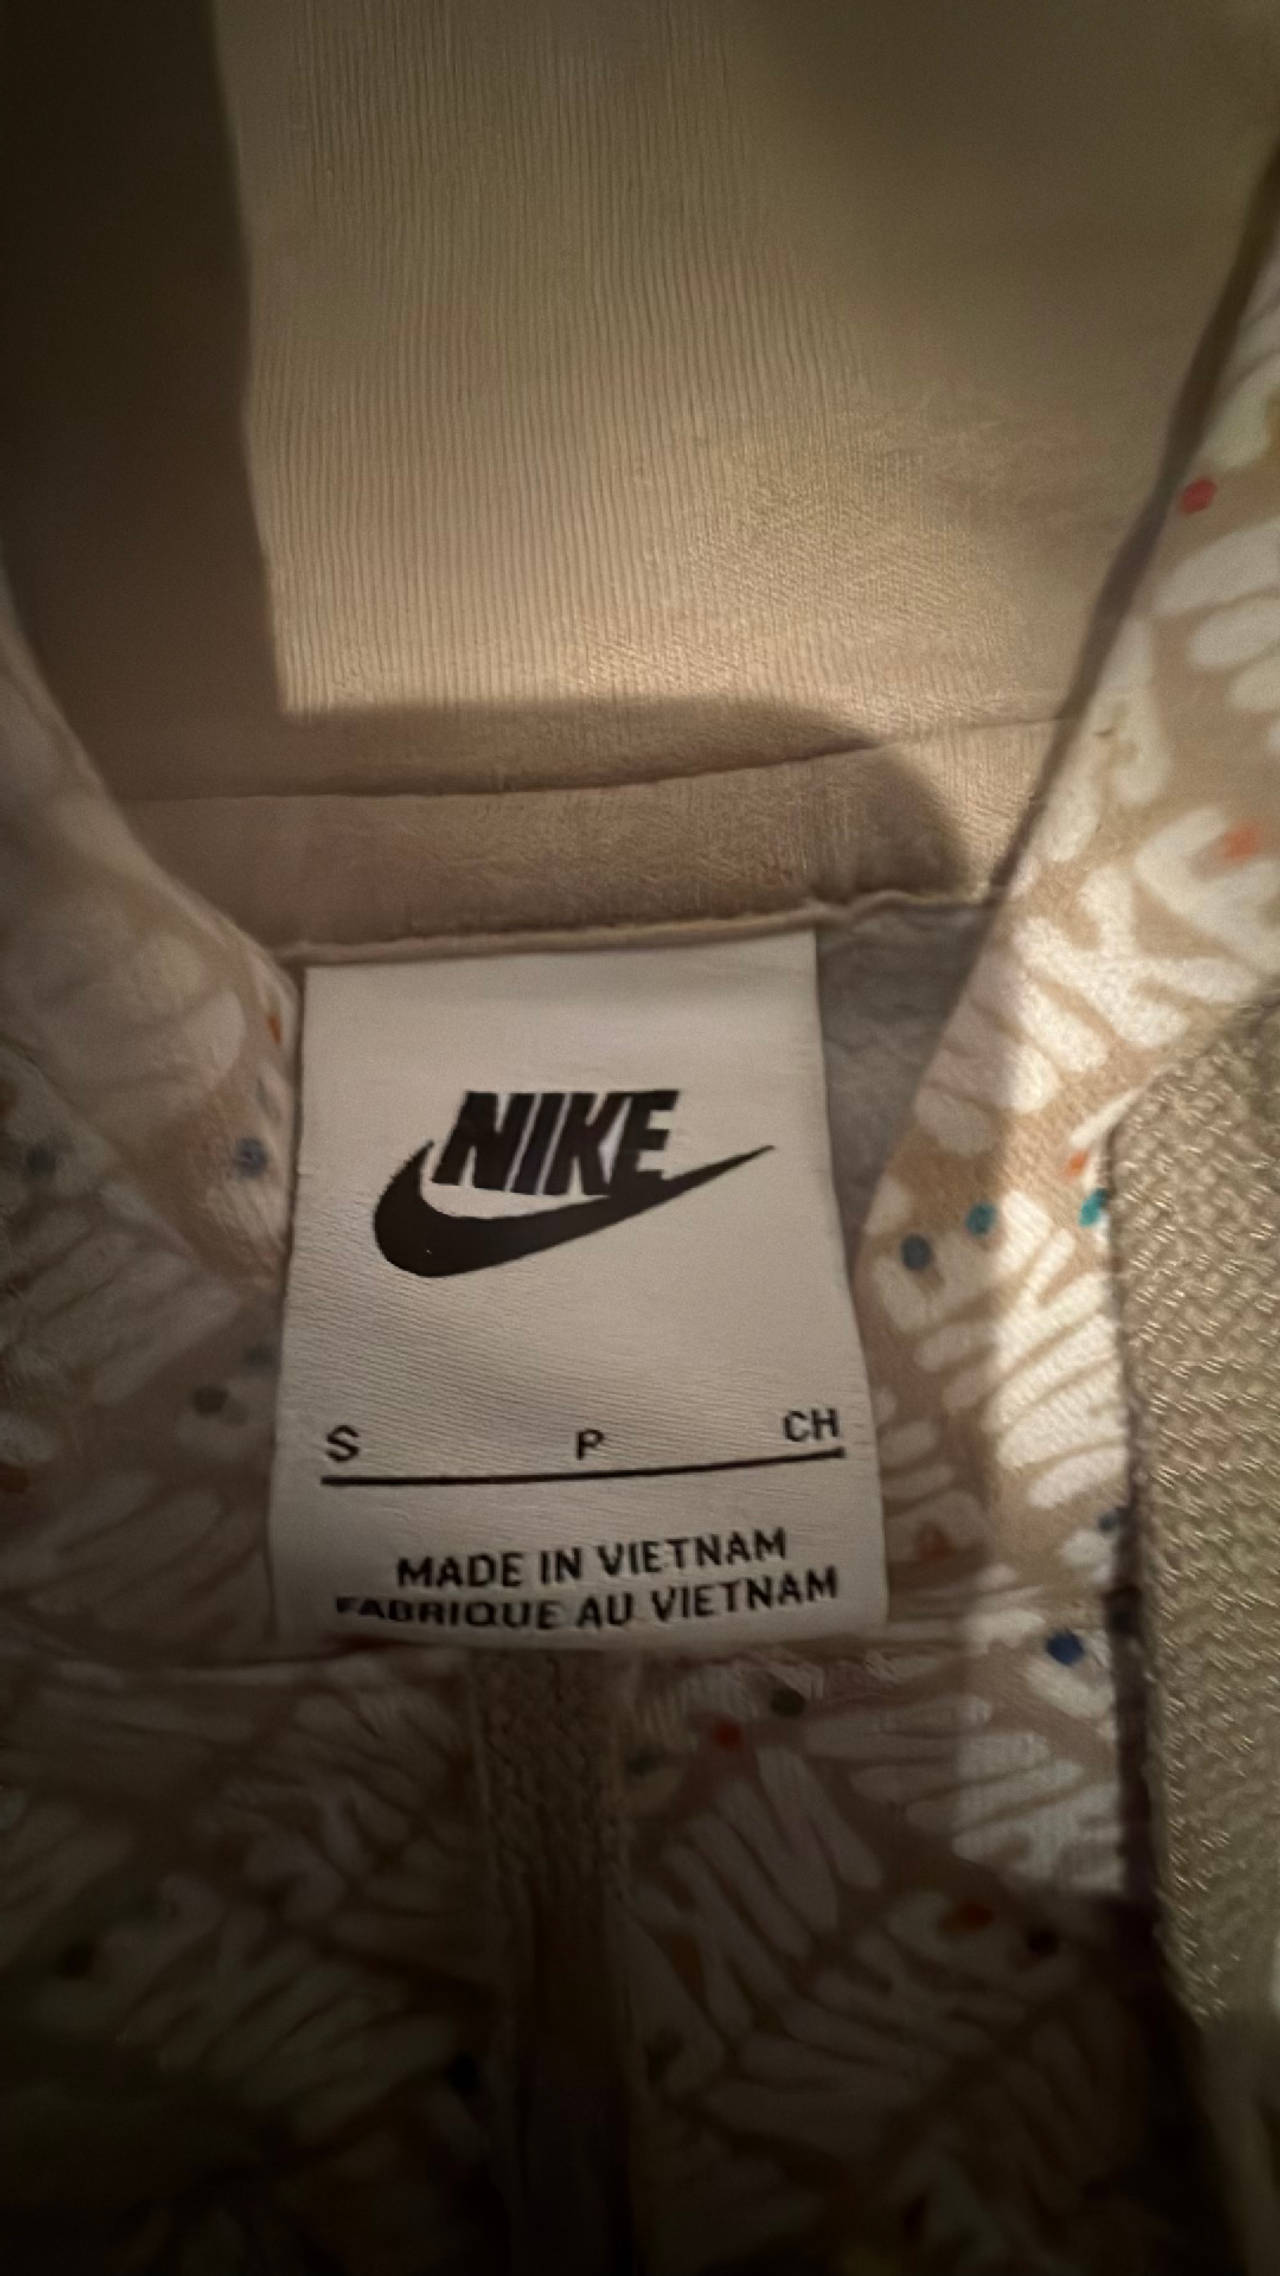 NIKE
S P CH
MADE IN VIETNAM
FABRIQUE AU VIETNAM